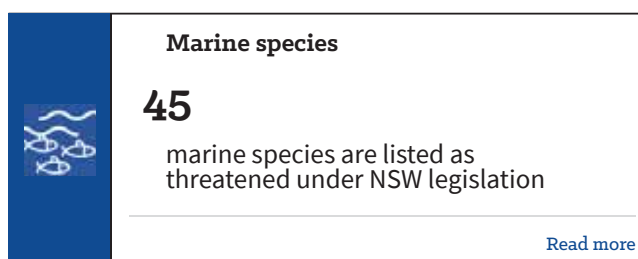 Marine species
45
marine species are listed as
threatened under NSW legislation
Read more